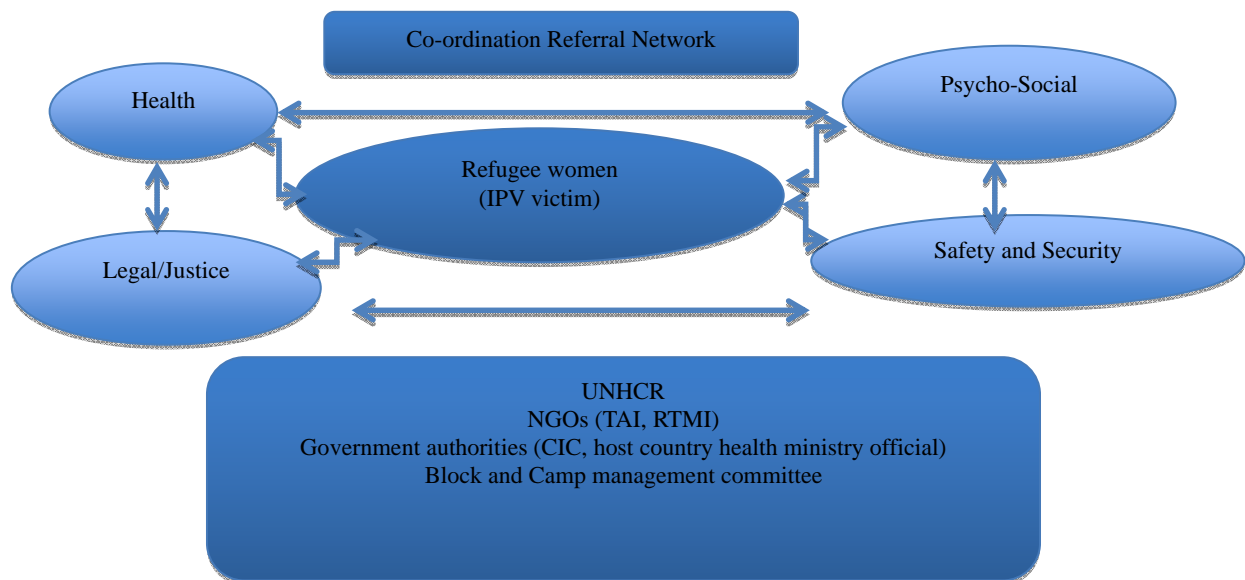 Co-ordination Referral Network
Health
Psycho-Social
Refugee women
(IPV victim)
Legal/Justice
Safety and Security
UNHCR
NGOs (TAI, RTMI)
Government authorities (CIC, host country health ministry official)
Block and Camp management committee